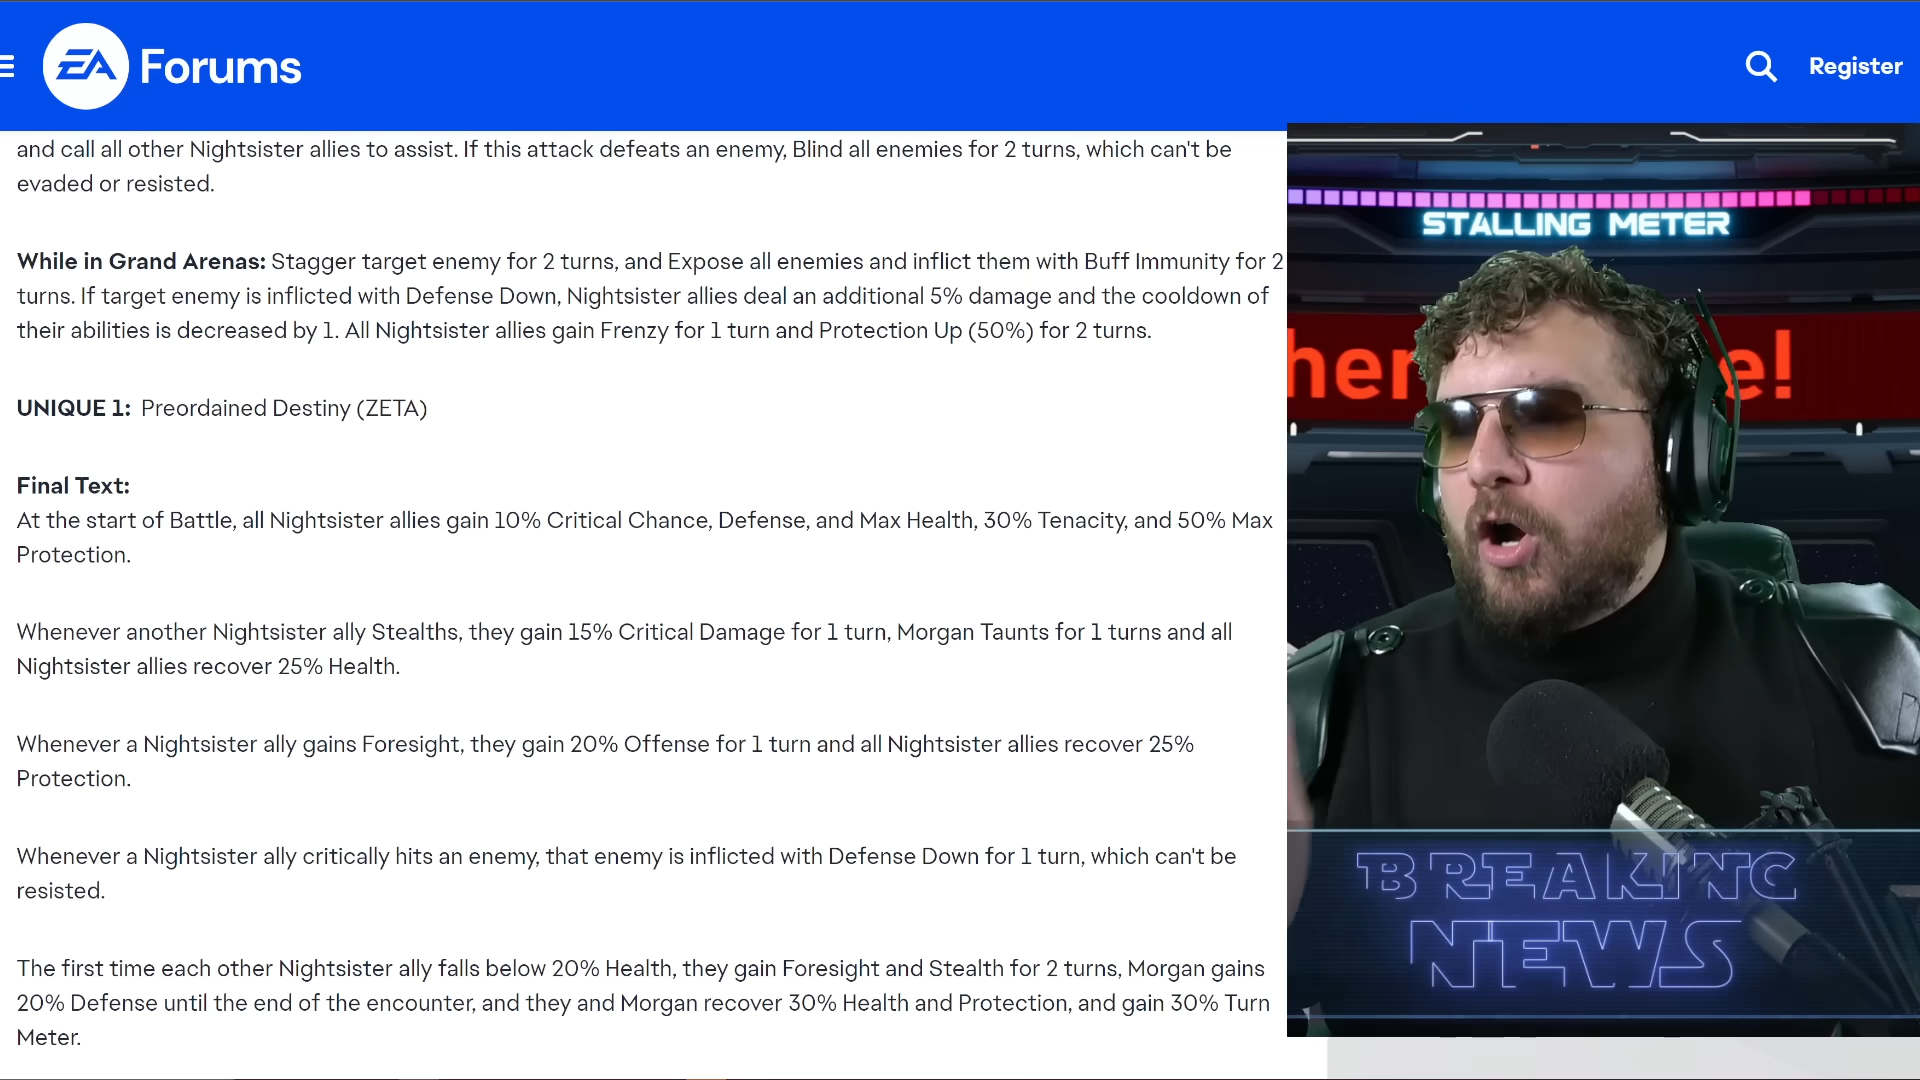 EA Forums
Register
and call all other Nightsister allies to assist. If this attack defeats an enemy, Blind all enemies for 2 turns, which can't be
evaded or resisted.
While in Grand Arenas: Stagger target enemy for 2 turns, and Expose all enemies and inflict them with Buff Immunity for 2
turns. If target enemy is inflicted with Defense Down, Nightsister allies deal an additional 5% damage and the cooldown of
their abilities is decreased by 1. All Nightsister allies gain Frenzy for 1 turn and Protection Up (50%) for 2 turns.
UNIQUE 1: Preordained Destiny (ZETA)
Final Text:
At the start of Battle, all Nightsister allies gain 10% Critical Chance, Defense, and Max Health, 30% Tenacity, and 50% Max
Protection.
Whenever another Nightsister ally Stealths, they gain 15% Critical Damage for 1 turn, Morgan Taunts for 1 turns and all
Nightsister allies recover 25% Health.
Whenever a Nightsister ally gains Foresight, they gain 20% Offense for 1 turn and all Nightsister allies recover 25%
Protection.
Whenever a Nightsister ally critically hits an enemy, that enemy is inflicted with Defense Down for 1 turn, which can't be
resisted.
The first time each other Nightsister ally falls below 20% Health, they gain Foresight and Stealth for 2 turns, Morgan gains
20% Defense until the end of the encounter, and they and Morgan recover 30% Health and Protection, and gain 30% Turn
Meter.
STALLING METER
BREAKING
NEWS